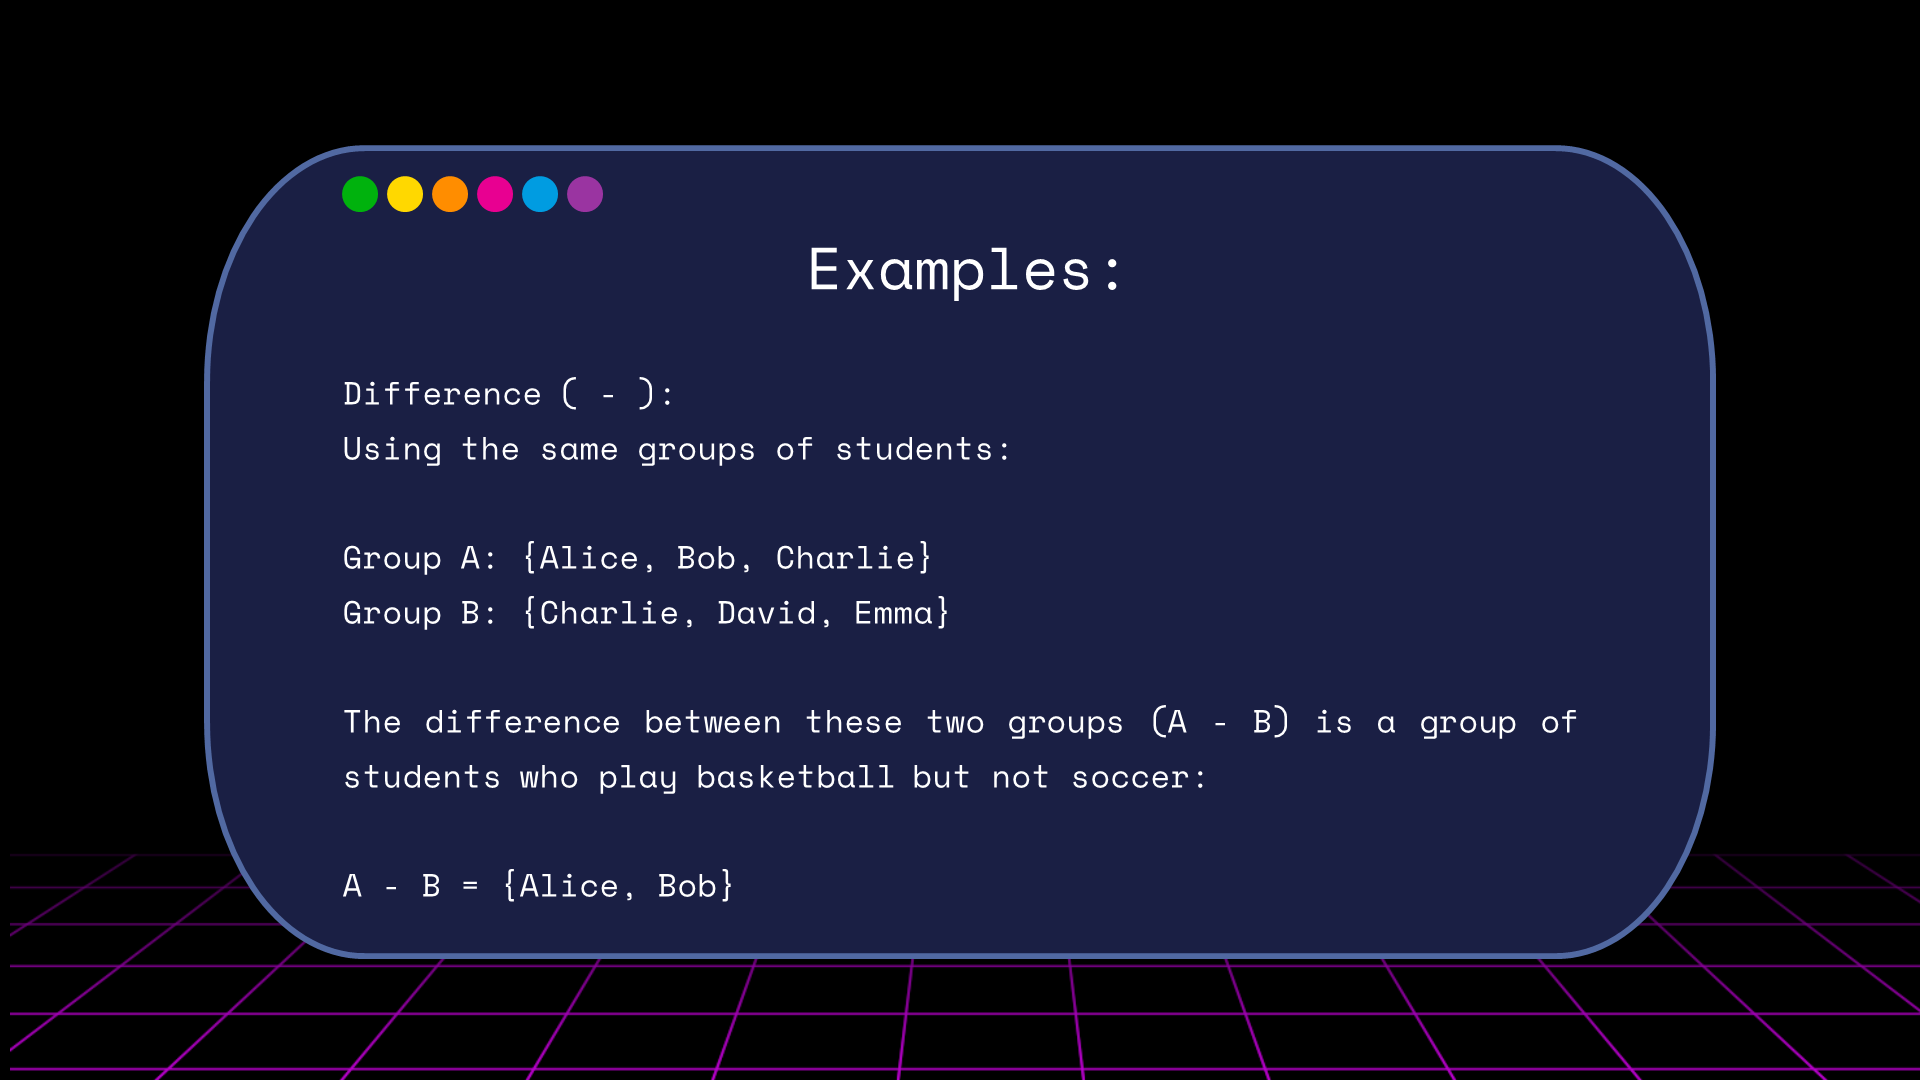 Examples:
Difference ( - ):
Using the same groups of students:
Group A: {Alice, Bob, Charlie}
Group B: {Charlie, David, Emma}
The difference between these two groups (A - B) is a group of
students who play basketball but not soccer:
A - B = {Alice, Bob}